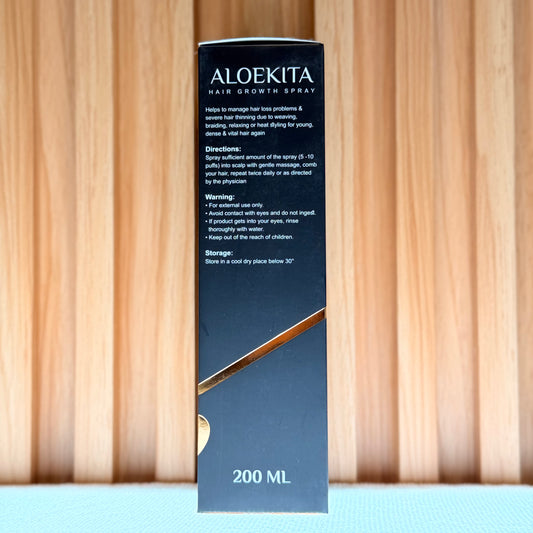 ALOEKITA
HAIR GROWTH SPRAY
Helps to manage hair loss problems &
severe hair thinning due to weaving,
braiding, relaxing or heat styling for young,
dense & vital hair again
Directions:
Spray sufficient amount of the spray (5 -10
puffs) into scalp with gentle massage, comb
your hair, repeat twice daily or as directed
by the physician
Warning:
• For external use only.
• Avoid contact with eyes and do not ingest.
• If product gets into your eyes, rinse
thoroughly with water.
• Keep out of the reach of children.
Storage:
Store in a cool dry place below 30°
200 ML